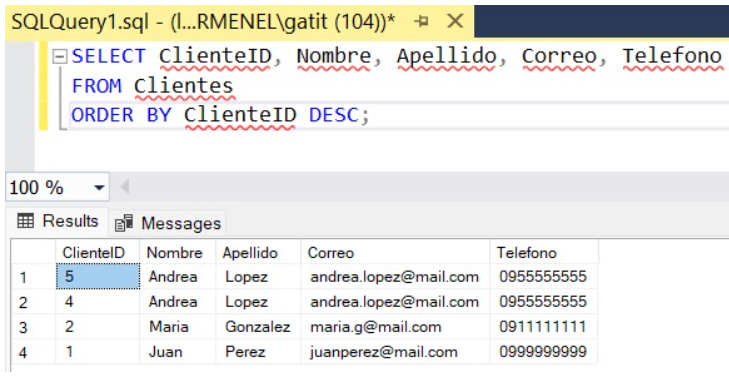 SQLQuery1.sql - (l...RMENEL\gatit (104))*
SELECT ClienteID, Nombre, Apellido, Correo, Telefono
FROM Clientes
ORDER BY ClienteID DESC;
100 %
Results Messages
ClienteID Nombre Apellido Correo Telefono
1 5 Andrea Lopez andrea.lopez@mail.com 0955555555
2 4 Andrea Lopez andrea.lopez@mail.com 0955555555
3 2 Maria Gonzalez maria.g@mail.com 0911111111
4 1 Juan Perez juanperez@mail.com 0999999999